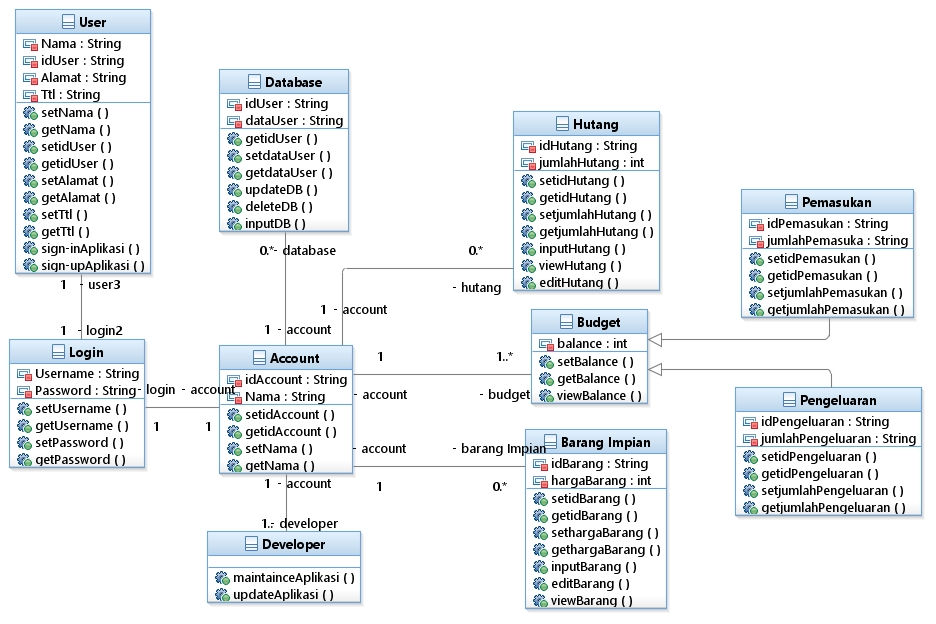 User
Nama : String
idUser : String
Alamat : String
Ttl : String
setNama ( )
getNama ( )
setidUser ( )
getidUser ( )
setAlamat ( )
getAlamat ( )
setTtl ( )
getTtl ( )
sign-inAplikasi ( )
sign-upAplikasi ( )
1 - user3
1 - login2
Login
Username : String
Password : String
setUsername ( )
getUsername ( )
setPassword ( )
getPassword ( )
- login - account
1 1
Database
idUser : String
dataUser : String
getidUser ( )
setdataUser ( )
getdataUser ( )
updateDB ( )
deleteDB ( )
inputDB ( )
0.*- database
1 - account
Account
idAccount : String
Nama : String
setidAccount ( )
getidAccount ( )
setNama ( )
getNama ( )
1 - account
1..- developer
Developer
maintainceAplikasi ( )
updateAplikasi ( )
Hutang
idHutang : String
jumlahHutang : int
setidHutang ( )
getidHutang ( )
setjumlahHutang ( )
getjumlahHutang ( )
inputHutang ( )
viewHutang ( )
editHutang ( )
0.*
- hutang
1 - account
Budget
balance : int
setBalance ( )
getBalance ( )
viewBalance ( )
1 1..*
- account - budget
Barang Impian
idBarang : String
hargaBarang : int
setidBarang ( )
getidBarang ( )
sethargaBarang ( )
gethargaBarang ( )
inputBarang ( )
editBarang ( )
viewBarang ( )
- account - barang Impian
1 0.*
Pemasukan
idPemasukan : String
jumlahPemasuka : String
setidPemasukan ( )
getidPemasukan ( )
setjumlahPemasukan ( )
getjumlahPemasukan ( )
Pengeluaran
idPengeluaran : String
jumlahPengeluaran : String
setidPengeluaran ( )
getidPengeluaran ( )
setjumlahPengeluaran ( )
getjumlahPengeluaran ( )